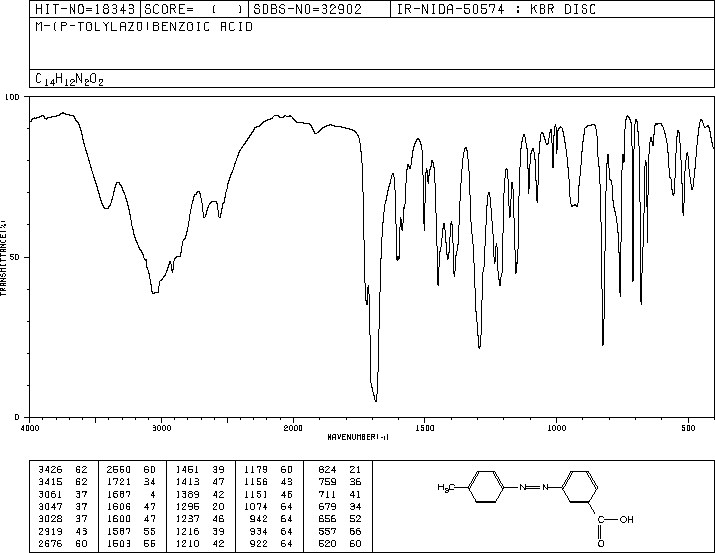 HIT-NO=18343 SCORE= ( ) SDBS-NO=32902 IR-NIDA-50574 : KBR DISC
M-(P-TOLYLAZO)BENZOIC ACID
C14H12N2O2
100
50
0
TRANSMITTANCE(%)
4000 3000 2000 1500 1000 500
WAVENUMBER(-1)
3426 62 2560 60 1451 39 1179 60 824 21
3415 62 1721 34 1413 47 1156 43 759 36
3061 37 1687 4 1389 42 1151 46 711 41
3047 37 1606 47 1295 20 1074 64 679 34
3028 37 1600 47 1237 46 942 64 656 52
2919 43 1587 55 1216 39 934 64 557 66
2676 60 1503 56 1210 42 922 64 520 60
H3C N N
C OH
O